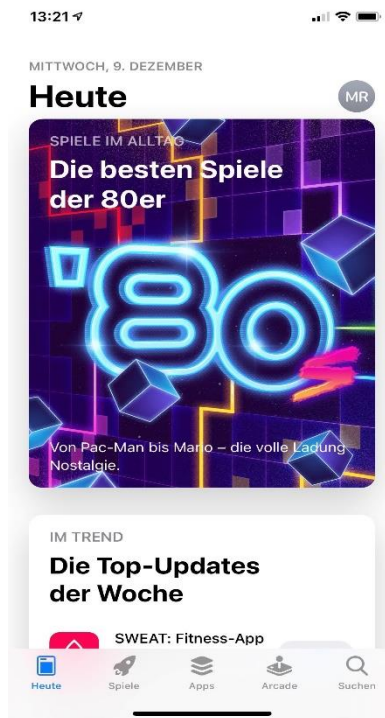 13:21
MITTWOCH, 9. DEZEMBER
Heute
MR
SPIELE IM ALLTAG
Die besten Spiele
der 80er
'80s
Von Pac-Man bis Mario – die volle Ladung
Nostalgie.
IM TREND
Die Top-Updates
der Woche
SWEAT: Fitness-App
Heute
Spiele
Apps
Arcade
Suchen